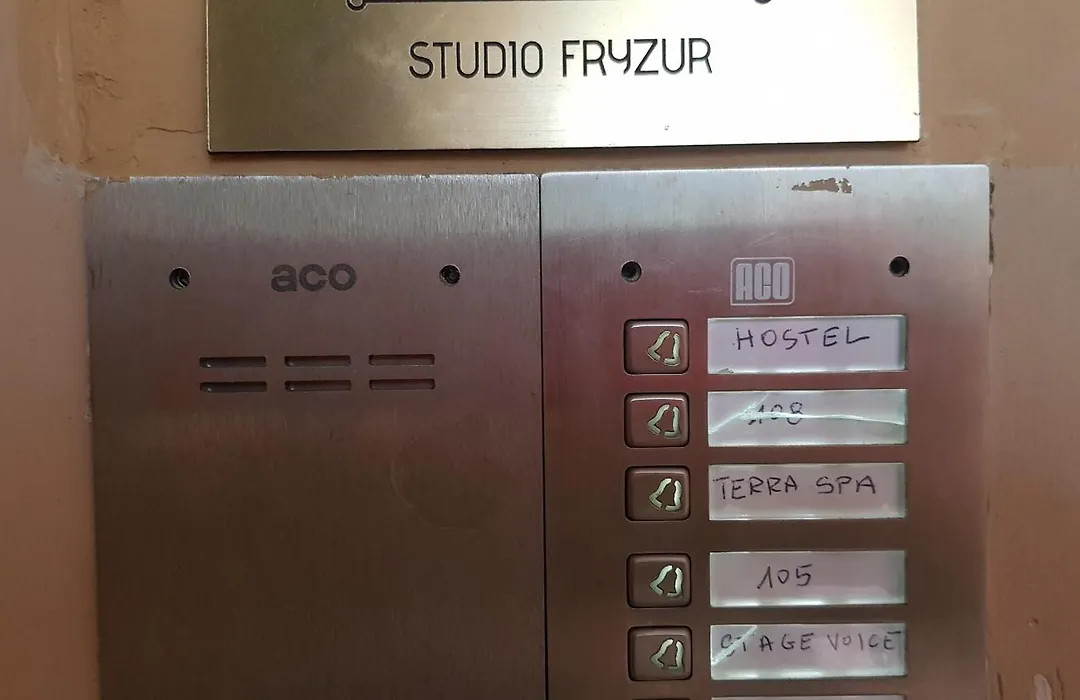 STUDIO FRYZUR
aco
ACO
HOSTEL
108
TERRA SPA
105
STAGE VOICE